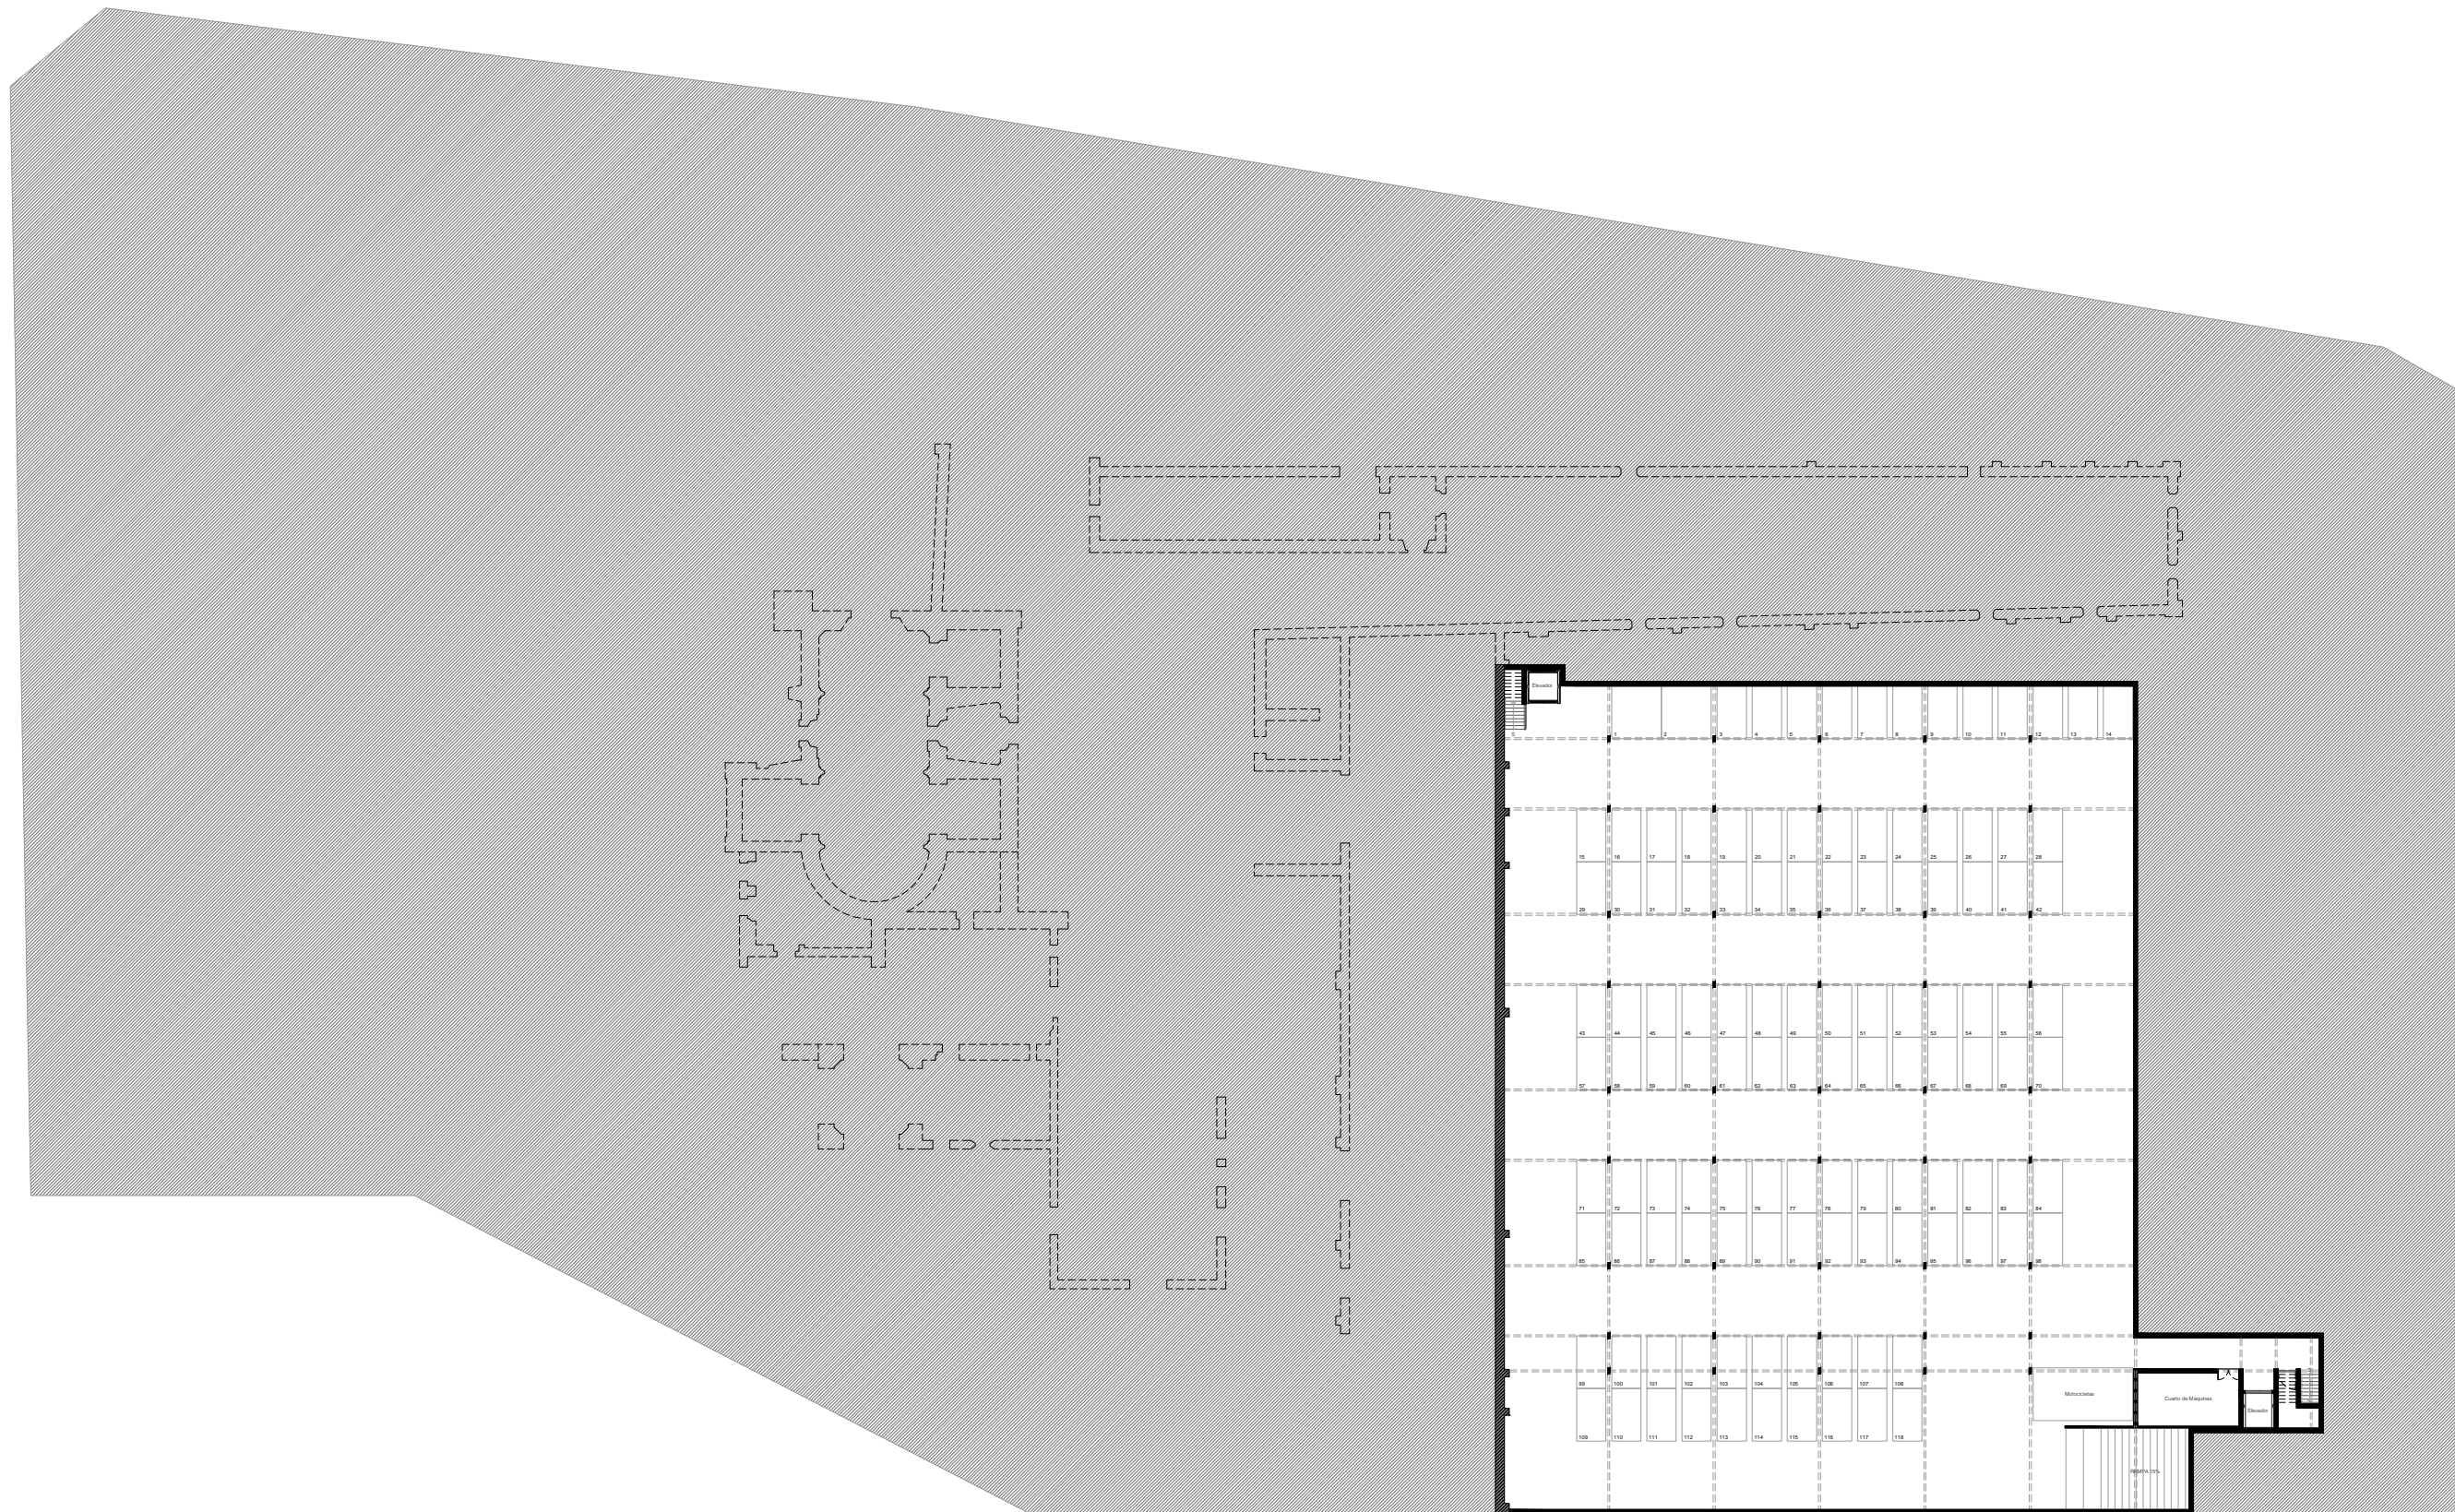 Elevador
S
1 2 3 4 5 6 7 8 9 10 11 12 13 14
15 16 17 18 19 20 21 22 23 24 25 26 27 28
29 30 31 32 33 34 35 36 37 38 39 40 41 42
43 44 45 46 47 48 49 50 51 52 53 54 55 56
57 58 59 60 61 62 63 64 65 66 67 68 69 70
71 72 73 74 75 76 77 78 79 80 81 82 83 84
85 86 87 88 89 90 91 92 93 94 95 96 97 98
99 100 101 102 103 104 105 106 107 108
Motocicletas
Cuarto de Máquinas
Elevador
109 110 111 112 113 114 115 116 117 118
RAMPA 15%